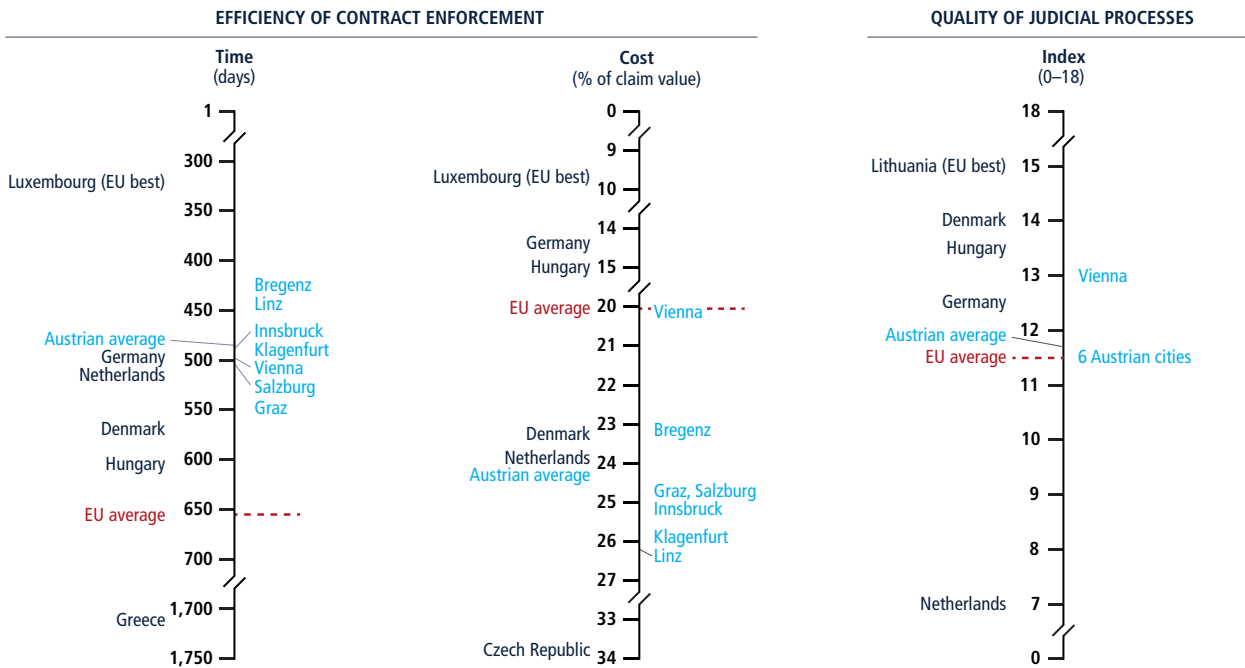 EFFICIENCY OF CONTRACT ENFORCEMENT
Time
(days)
1
300
Luxembourg (EU best)
350
400
Bregenz
450
Linz
Innsbruck
Austrian average
Klagenfurt
Germany
500
Vienna
Netherlands
Salzburg
550
Graz
Denmark
600
Hungary
650
EU average
700
1,700
Greece
1,750
Cost
(% of claim value)
0
9
Luxembourg (EU best)
10
14
Germany
15
Hungary
20
EU average
Vienna
21
22
23
Bregenz
Denmark
Netherlands
24
Austrian average
Graz, Salzburg
25
Innsbruck
Klagenfurt
26
Linz
27
33
Czech Republic
34
QUALITY OF JUDICIAL PROCESSES
Index
(0–18)
18
Lithuania (EU best)
15
Denmark
14
Hungary
13
Vienna
Germany
12
Austrian average
EU average
6 Austrian cities
11
10
9
8
Netherlands
7
0